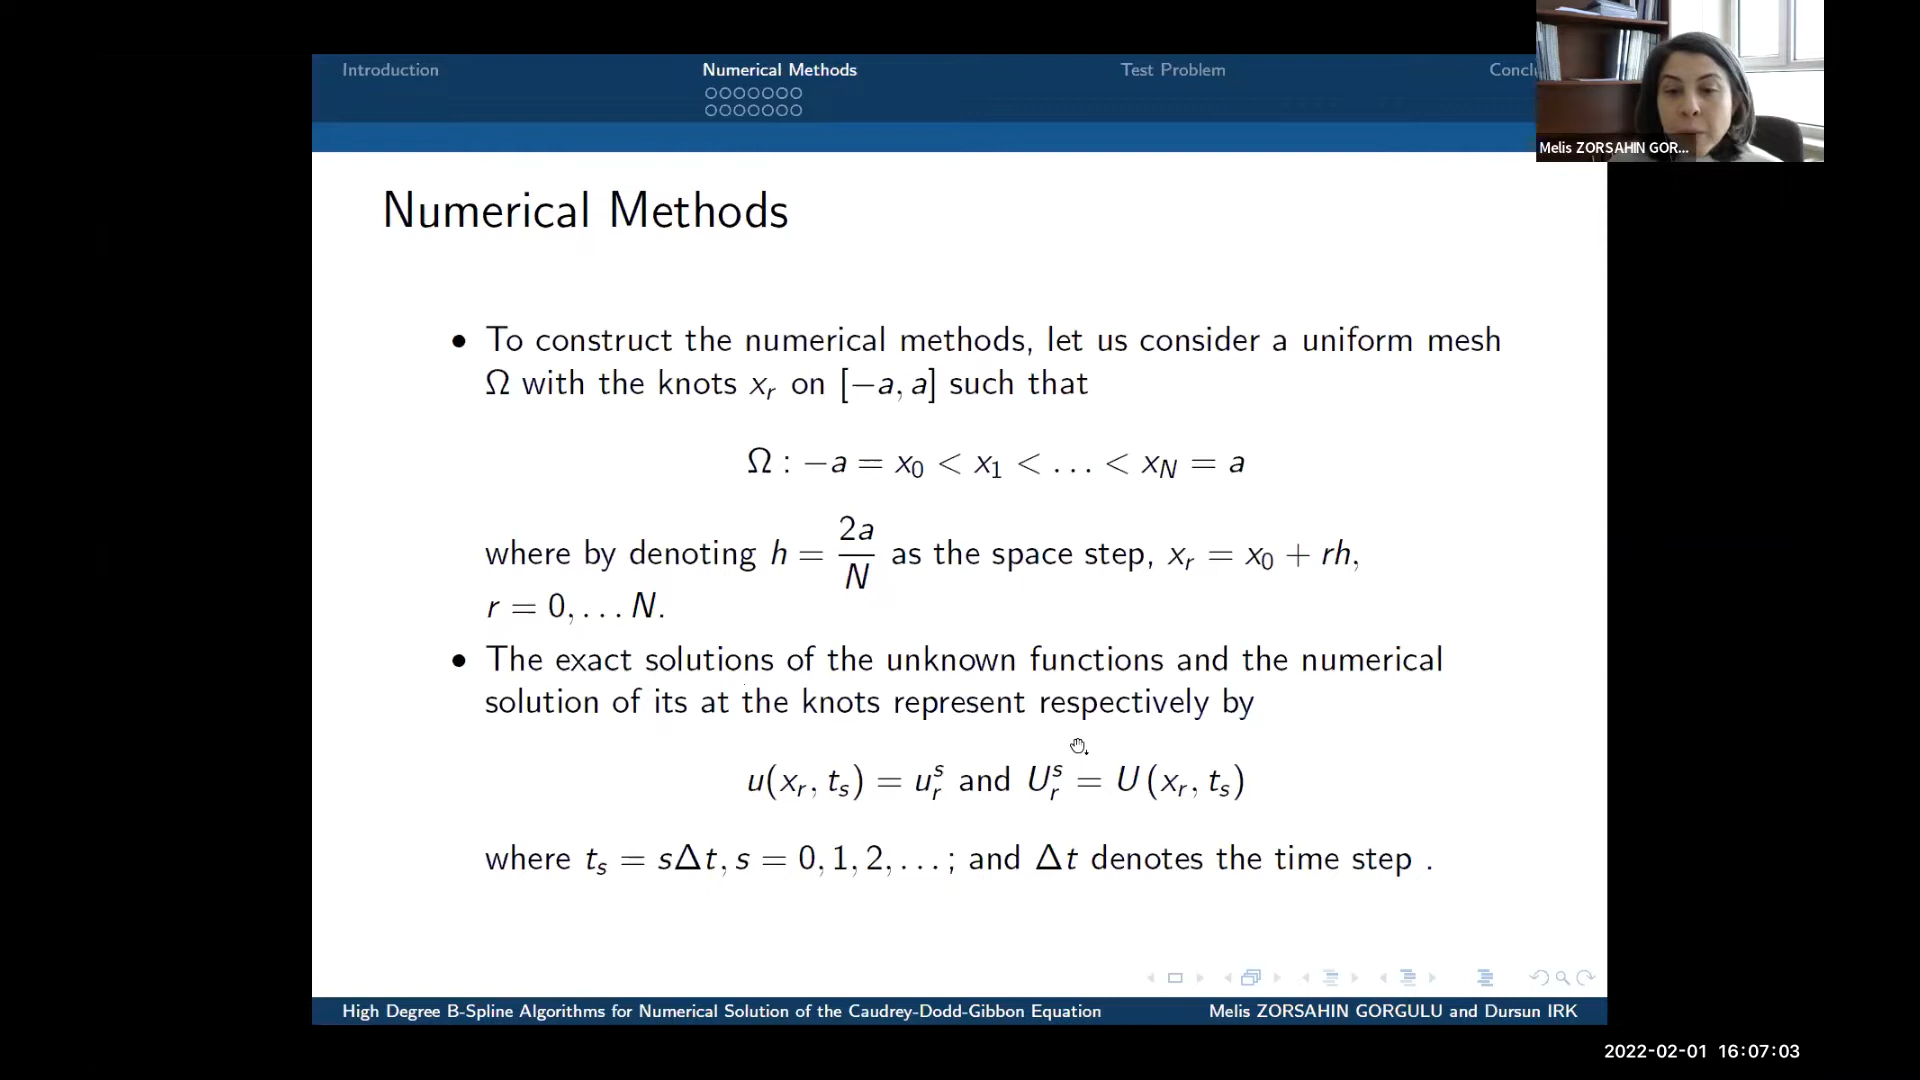 Introduction
Numerical Methods
Test Problem
Conclu
Melis ZORSAHIN GOR...
Numerical Methods
• To construct the numerical methods, let us consider a uniform mesh
Ω with the knots x_r on [−a, a] such that
Ω : −a = x_0 < x_1 < . . . < x_N = a
where by denoting h = 2a/N as the space step, x_r = x_0 + rh,
r = 0, . . . N.
• The exact solutions of the unknown functions and the numerical
solution of its at the knots represent respectively by
u(x_r, t_s) = u_r^s and U_r^s = U(x_r, t_s)
where t_s = sΔt, s = 0, 1, 2, . . . ; and Δt denotes the time step .
High Degree B-Spline Algorithms for Numerical Solution of the Caudrey-Dodd-Gibbon Equation
Melis ZORSAHIN GORGULU and Dursun IRK
2022-02-01 16:07:03